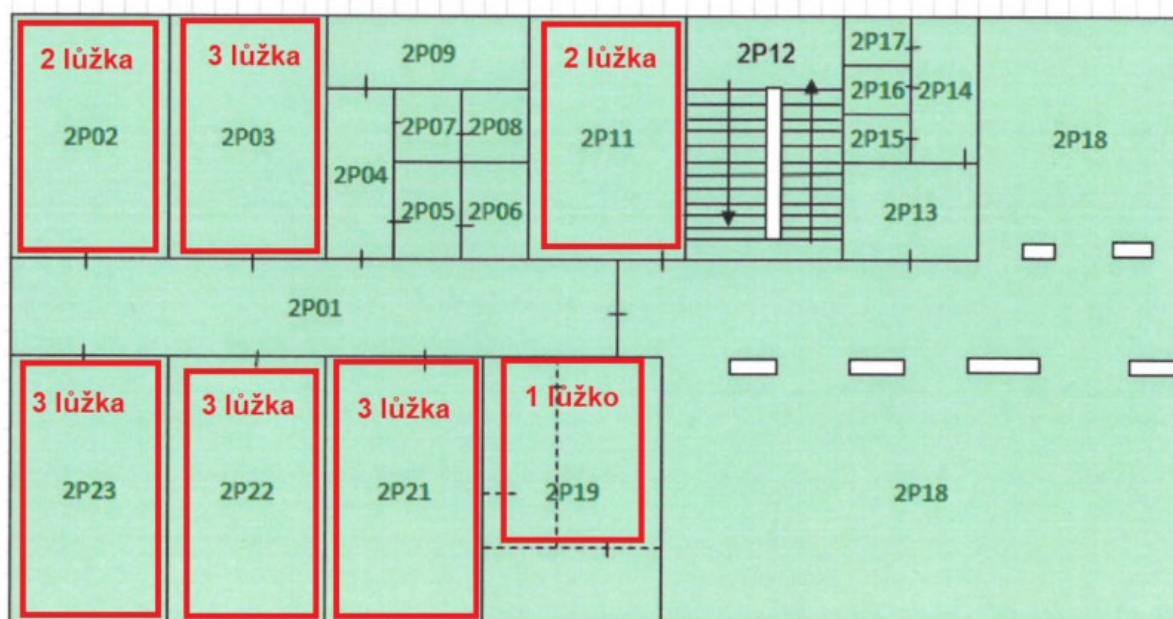 2 lůžka
2P02
3 lůžka
2P03
2P09
2P07
2P08
2P04
2P05
2P06
2 lůžka
2P11
2P12
2P17
2P16
2P14
2P15
2P13
2P18
2P01
3 lůžka
2P23
3 lůžka
2P22
3 lůžka
2P21
1 lůžko
2P19
2P18